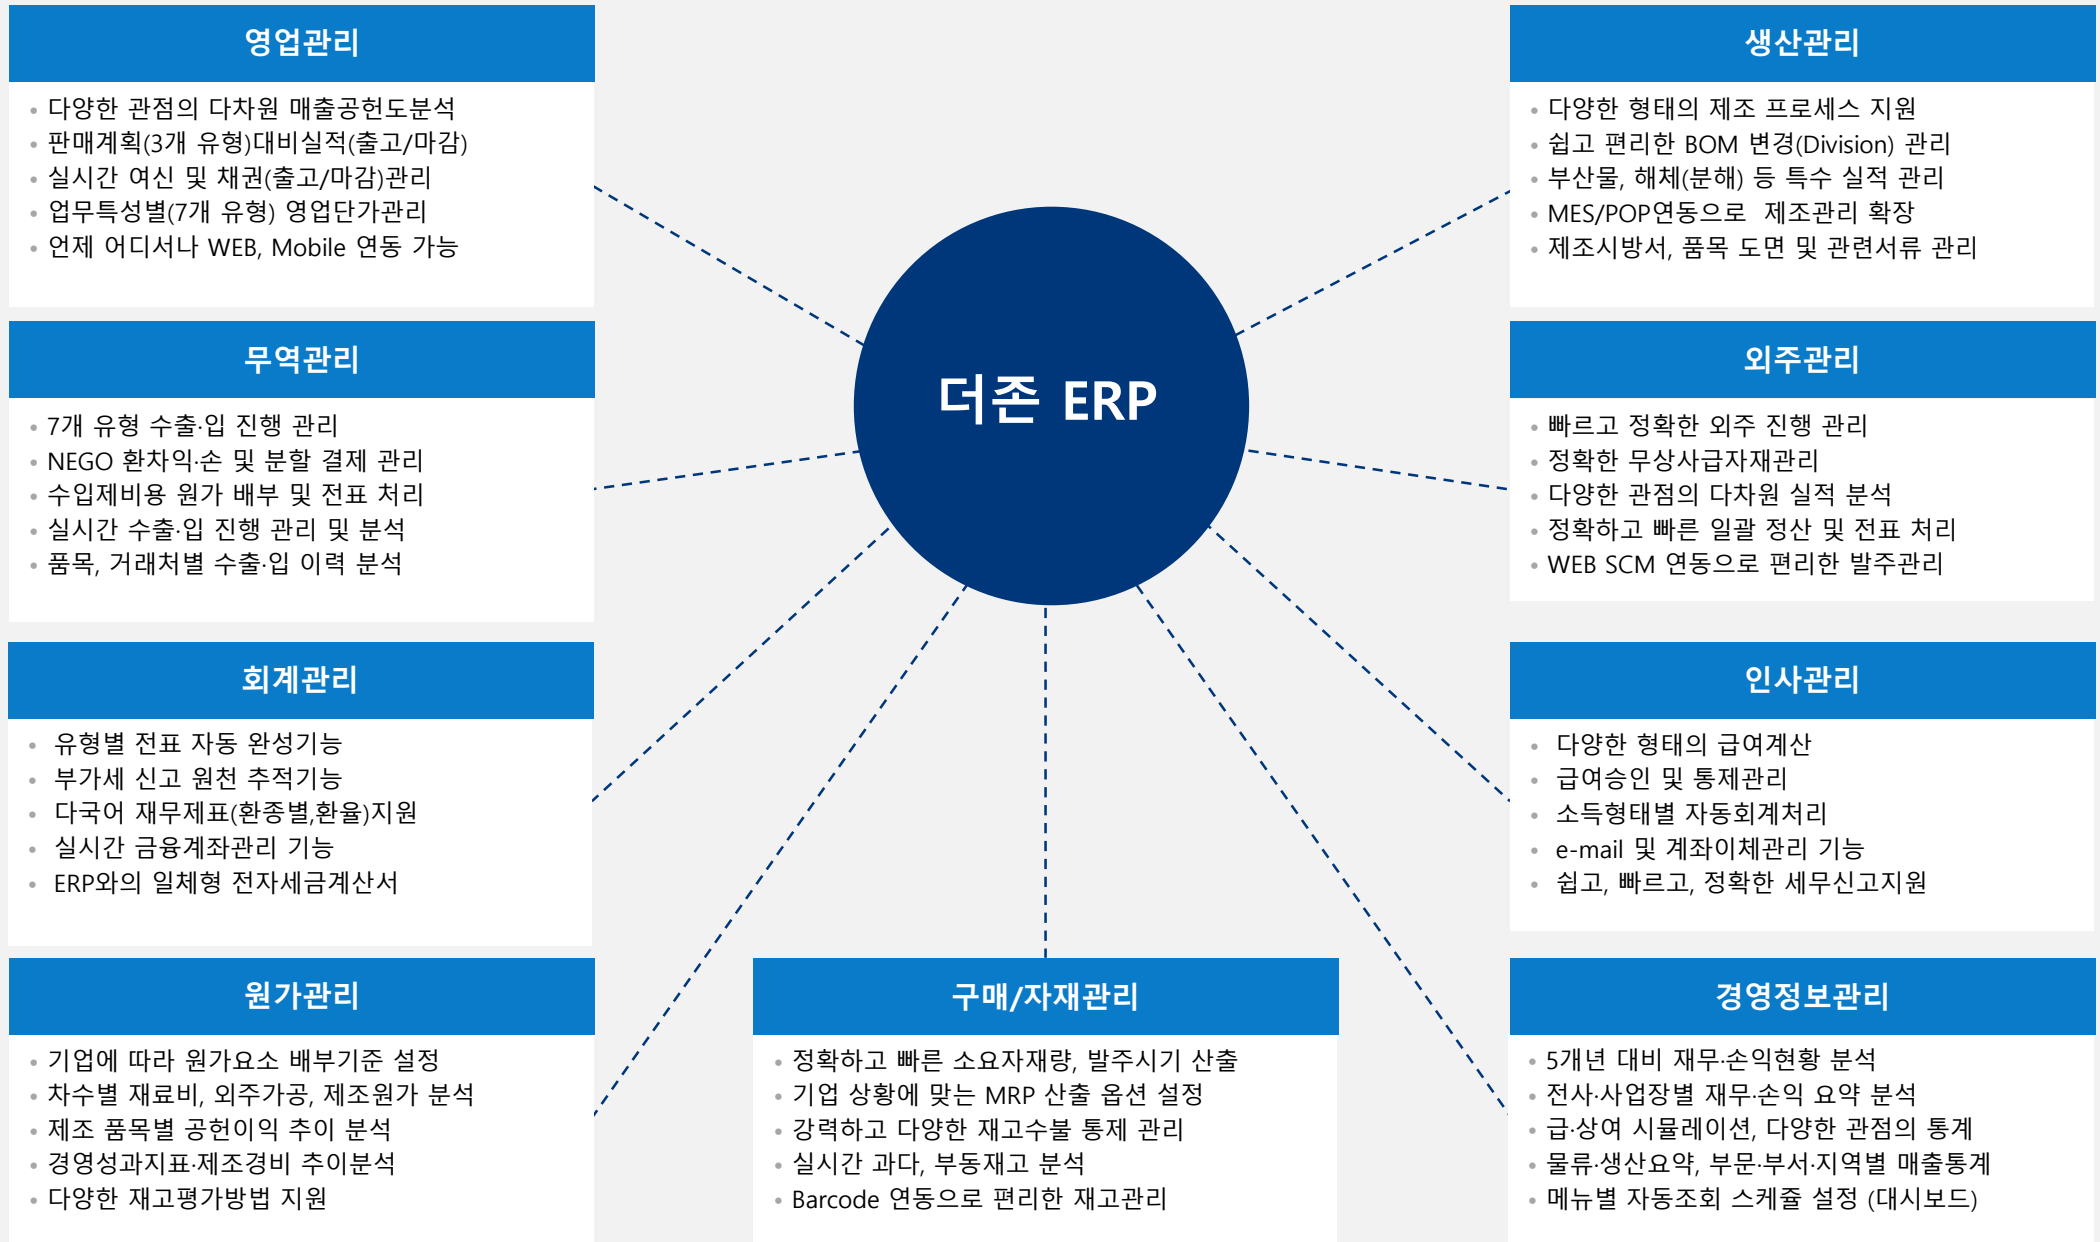 영업관리
• 다양한 관점의 다차원 매출공헌도분석
• 판매계획(3개 유형)대비실적(출고/마감)
• 실시간 여신 및 채권(출고/마감)관리
• 업무특성별(7개 유형) 영업단가관리
• 언제 어디서나 WEB, Mobile 연동 가능
무역관리
• 7개 유형 수출·입 진행 관리
• NEGO 환차익·손 및 분할 결제 관리
• 수입제비용 원가 배부 및 전표 처리
• 실시간 수출·입 진행 관리 및 분석
• 품목, 거래처별 수출·입 이력 분석
회계관리
• 유형별 전표 자동 완성기능
• 부가세 신고 원천 추적기능
• 다국어 재무제표(환종별,환율)지원
• 실시간 금융계좌관리 기능
• ERP와의 일체형 전자세금계산서
원가관리
• 기업에 따라 원가요소 배부기준 설정
• 차수별 재료비, 외주가공, 제조원가 분석
• 제조 품목별 공헌이익 추이 분석
• 경영성과지표·제조경비 추이분석
• 다양한 재고평가방법 지원
더존 ERP
구매/자재관리
• 정확하고 빠른 소요자재량, 발주시기 산출
• 기업 상황에 맞는 MRP 산출 옵션 설정
• 강력하고 다양한 재고수불 통제 관리
• 실시간 과다, 부동재고 분석
• Barcode 연동으로 편리한 재고관리
생산관리
• 다양한 형태의 제조 프로세스 지원
• 쉽고 편리한 BOM 변경(Division) 관리
• 부산물, 해체(분해) 등 특수 실적 관리
• MES/POP연동으로 제조관리 확장
• 제조시방서, 품목 도면 및 관련서류 관리
외주관리
• 빠르고 정확한 외주 진행 관리
• 정확한 무상사급자재관리
• 다양한 관점의 다차원 실적 분석
• 정확하고 빠른 일괄 정산 및 전표 처리
• WEB SCM 연동으로 편리한 발주관리
인사관리
• 다양한 형태의 급여계산
• 급여승인 및 통제관리
• 소득형태별 자동회계처리
• e-mail 및 계좌이체관리 기능
• 쉽고, 빠르고, 정확한 세무신고지원
경영정보관리
• 5개년 대비 재무·손익현황 분석
• 전사·사업장별 재무·손익 요약 분석
• 급·상여 시뮬레이션, 다양한 관점의 통계
• 물류·생산요약, 부문·부서·지역별 매출통계
• 메뉴별 자동조회 스케쥴 설정 (대시보드)